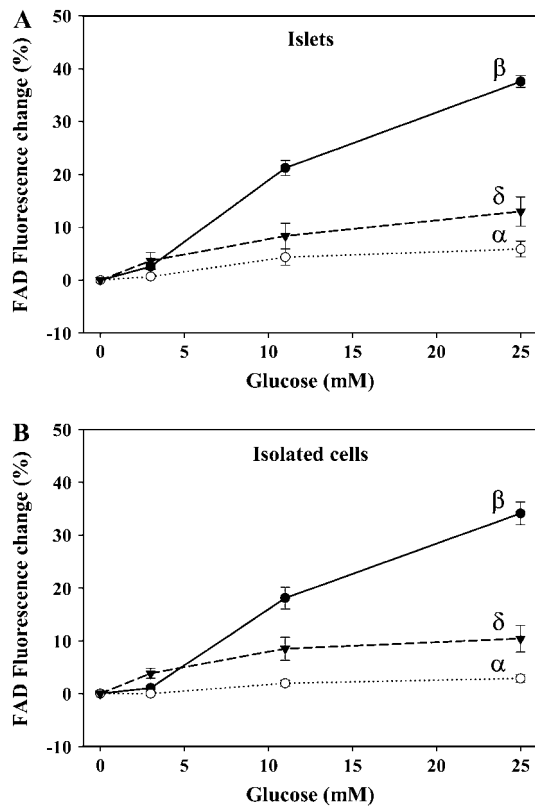 A
Islets
FAD Fluorescence change (%)
50
40
30
20
10
0
-10
β
δ
α
0 5 10 15 20 25
Glucose (mM)
B
Isolated cells
FAD Fluorescence change (%)
50
40
30
20
10
0
-10
β
δ
α
0 5 10 15 20 25
Glucose (mM)